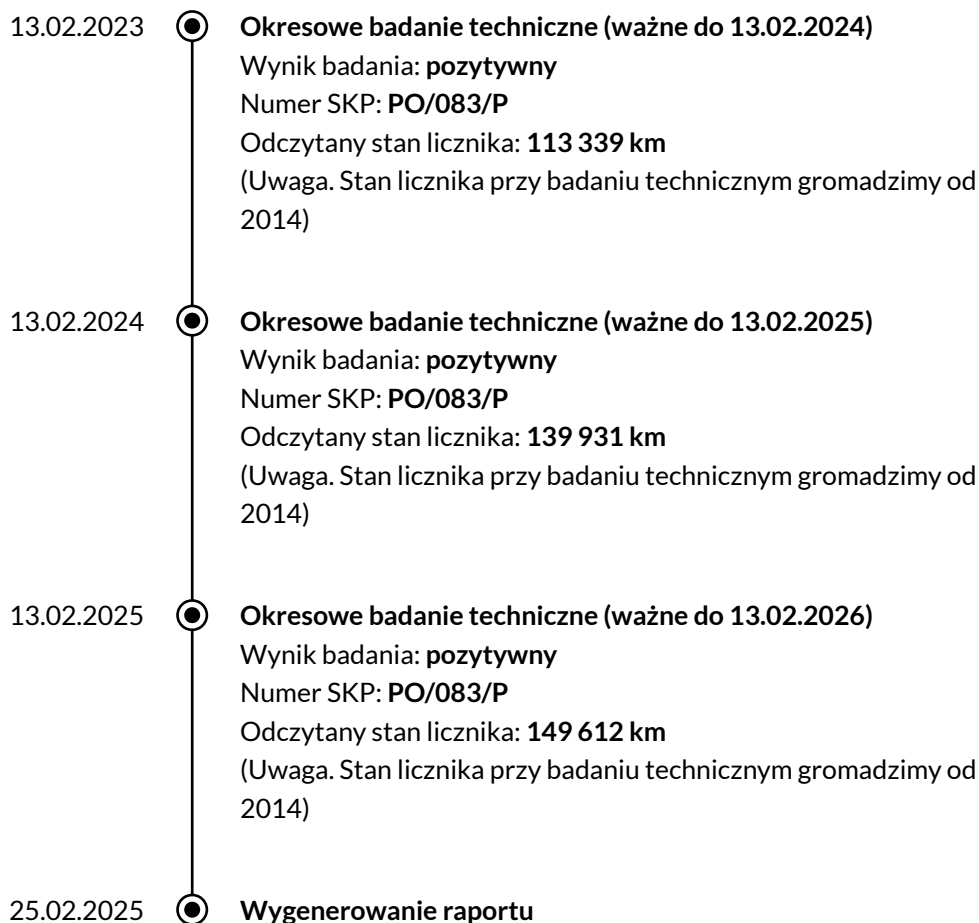 13.02.2023 Okresowe badanie techniczne (ważne do 13.02.2024)
Wynik badania: pozytywny
Numer SKP: PO/083/P
Odczytany stan licznika: 113 339 km
(Uwaga. Stan licznika przy badaniu technicznym gromadzimy od
2014)
13.02.2024 Okresowe badanie techniczne (ważne do 13.02.2025)
Wynik badania: pozytywny
Numer SKP: PO/083/P
Odczytany stan licznika: 139 931 km
(Uwaga. Stan licznika przy badaniu technicznym gromadzimy od
2014)
13.02.2025 Okresowe badanie techniczne (ważne do 13.02.2026)
Wynik badania: pozytywny
Numer SKP: PO/083/P
Odczytany stan licznika: 149 612 km
(Uwaga. Stan licznika przy badaniu technicznym gromadzimy od
2014)
25.02.2025 Wygenerowanie raportu